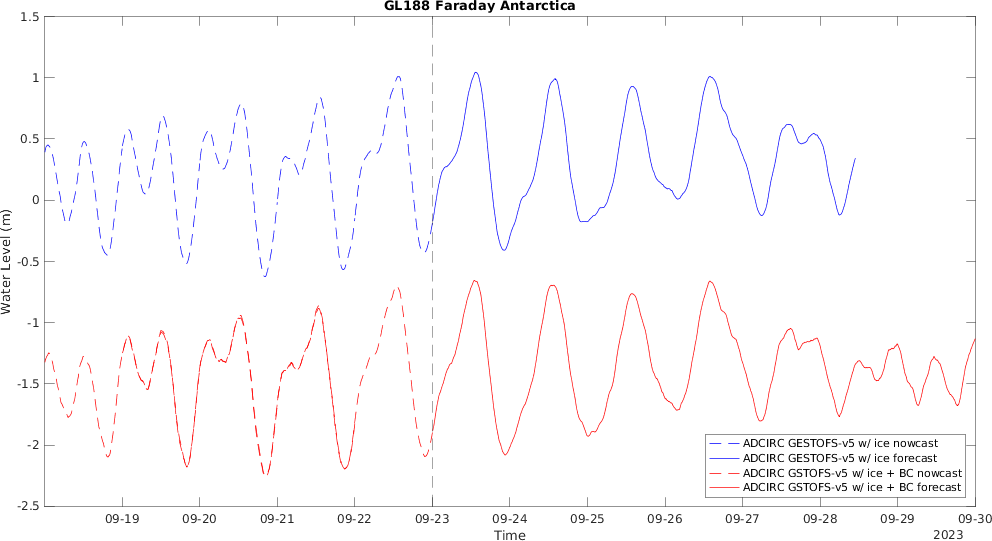 GL188 Faraday Antarctica
1.5
1
0.5
0
-0.5
-1
-1.5
-2
-2.5
Water Level (m)
ADCIRC GESTOFS-v5 w/ ice nowcast
ADCIRC GESTOFS-v5 w/ ice forecast
ADCIRC GSTOFS-v5 w/ ice + BC nowcast
ADCIRC GSTOFS-v5 w/ ice + BC forecast
09-19 09-20 09-21 09-22 09-23 09-24 09-25 09-26 09-27 09-28 09-29 09-30
Time
2023